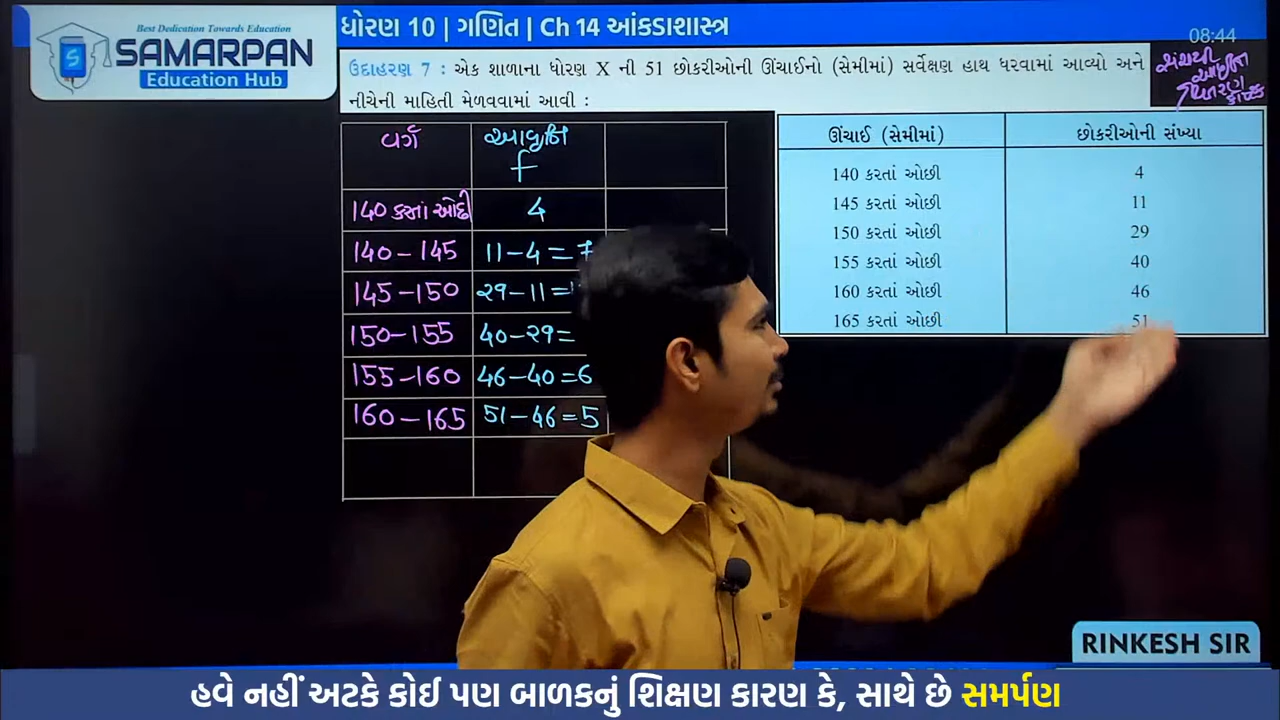 Best Dedication Towards Education
SAMARPAN
Education Hub
ધોરણ 10 | ગણિત | Ch 14 આંકડાશાસ્ત્ર
08:44
ઉદાહરણ 7 : એક શાળાના ધોરણ X ની 51 છોકરીઓની ઊંચાઈનો (સેમીમાં) સર્વેક્ષણ હાથ ધરવામાં આવ્યો અને
નીચેની માહિતી મેળવવામાં આવી :
વર્ગ આવૃત્તિ
f
140 કરતાં ઓછી 4
140 – 145 11 – 4 = 7
145 – 150 29 – 11 =
150 – 155 40 – 29 =
155 – 160 46 – 40 = 6
160 – 165 51 – 46 = 5
ઊંચાઈ (સેમીમાં) છોકરીઓની સંખ્યા
140 કરતાં ઓછી 4
145 કરતાં ઓછી 11
150 કરતાં ઓછી 29
155 કરતાં ઓછી 40
160 કરતાં ઓછી 46
165 કરતાં ઓછી 51
RINKESH SIR
હવે નહીં અટકે કોઈ પણ બાળકનું શિક્ષણ કારણ કે, સાથે છે સમર્પણ